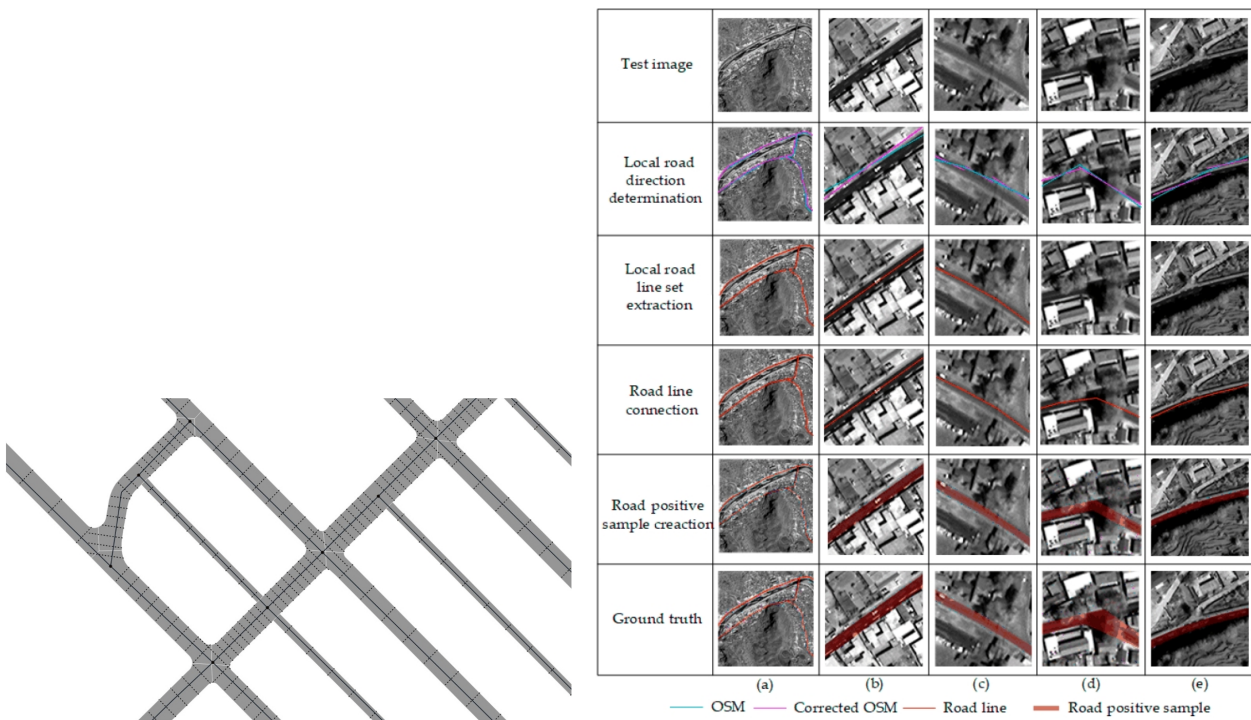 Test image
Local road
direction
determination
Local road
line set
extraction
Road line
connection
Road positive
sample creaction
Ground truth
(a)
(b)
(c)
(d)
(e)
OSM
Corrected OSM
Road line
Road positive sample